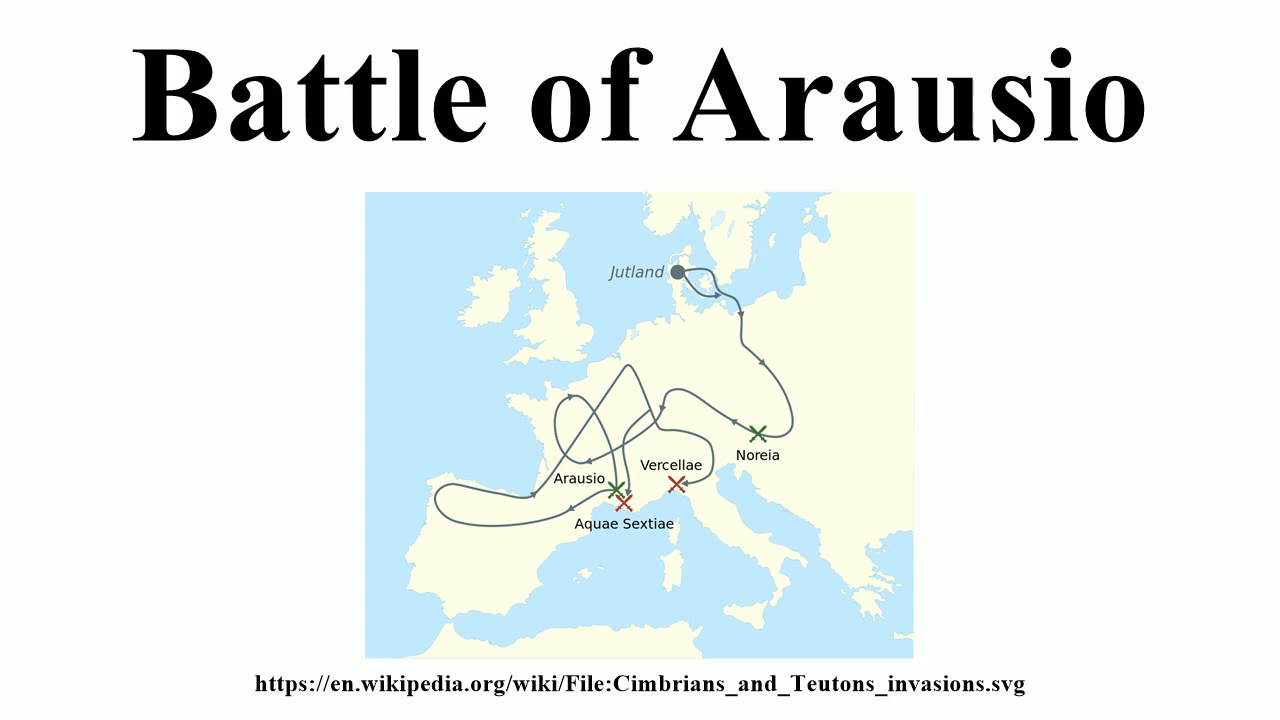 Battle of Arausio
Jutland
Noreia
Vercellae
Arausio
Aquae Sextiae
https://en.wikipedia.org/wiki/File:Cimbrians_and_Teutons_invasions.svg